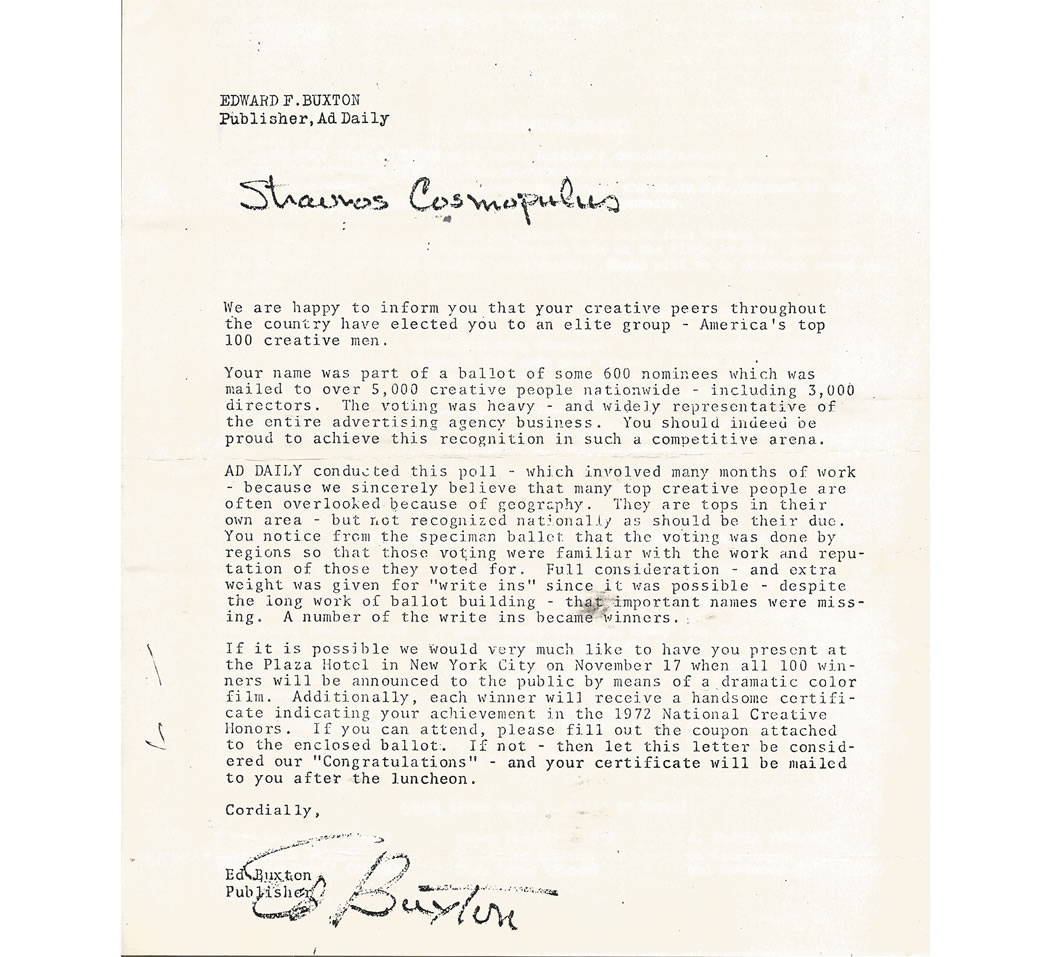 EDWARD F.BUXTON
Publisher,Ad Daily
Stravros Cosmopulus
We are happy to inform you that your creative peers throughout
the country have elected you to an elite group - America's top
100 creative men.
Your name was part of a ballot of some 600 nominees which was
mailed to over 5,000 creative people nationwide - including 3,000
directors. The voting was heavy - and widely representative of
the entire advertising agency business. You should indeed be
proud to achieve this recognition in such a competitive arena.
AD DAILY conducted this poll - which involved many months of work
- because we sincerely believe that many top creative people are
often overlooked because of geography. They are tops in their
own area - but not recognized nationally as should be their due.
You notice from the speciman ballot that the voting was done by
regions so that those voting were familiar with the work and repu-
tation of those they voted for. Full consideration - and extra
weight was given for "write ins" since it was possible - despite
the long work of ballot building - that important names were miss-
ing. A number of the write ins became winners.
If it is possible we would very much like to have you present at
the Plaza Hotel in New York City on November 17 when all 100 win-
ners will be announced to the public by means of a dramatic color
film. Additionally, each winner will receive a handsome certifi-
cate indicating your achievement in the 1972 National Creative
Honors. If you can attend, please fill out the coupon attached
to the enclosed ballot. If not - then let this letter be consid-
ered our "Congratulations" - and your certificate will be mailed
to you after the luncheon.
Cordially,
Ed Buxton
Publisher
Ed Buxton